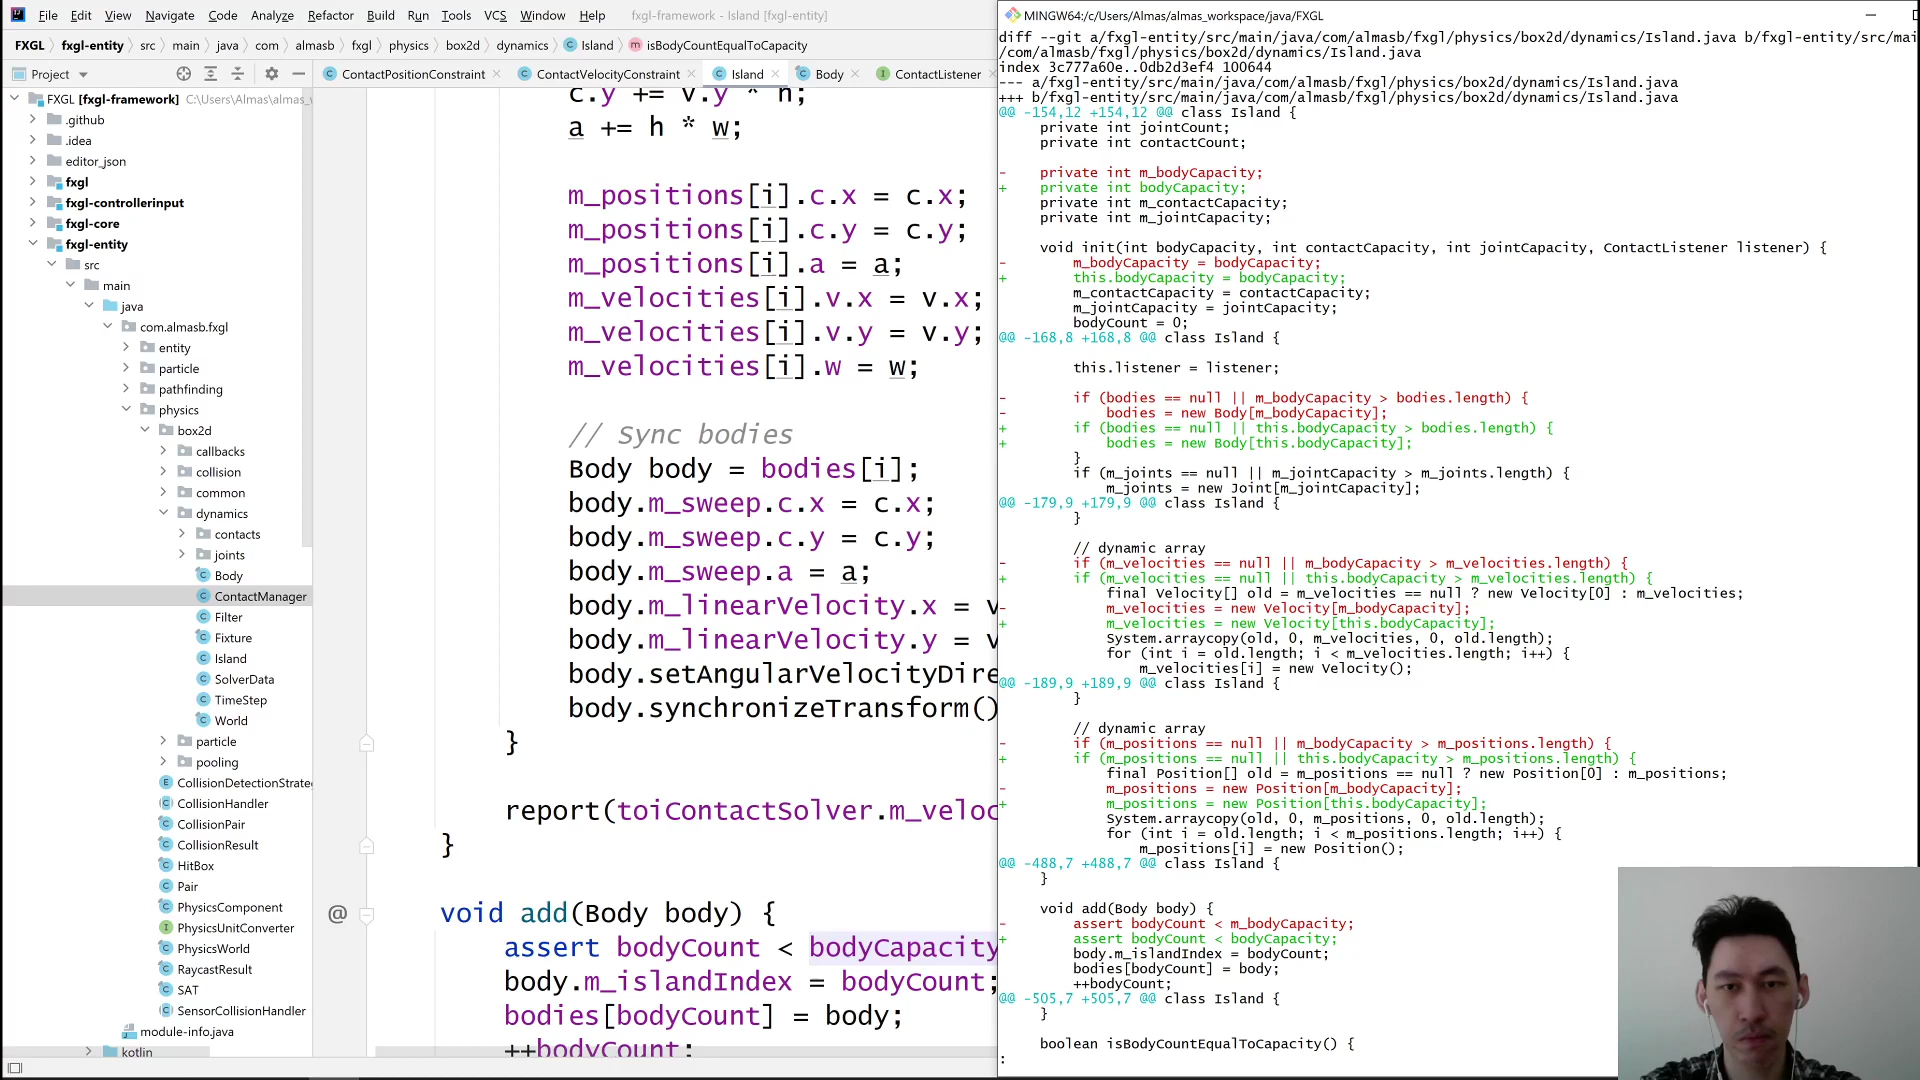 File Edit View Navigate Code Analyze Refactor Build Run Tools VCS Window Help fxgl-framework - Island [fxgl-entity]
FXGL fxgl-entity src main java com almasb fxgl physics box2d dynamics Island isBodyCountEqualToCapacity
Project
ContactPositionConstraint ContactVelocityConstraint Island Body ContactListener
FXGL [fxgl-framework] C:\Users\Almas\almas_
.github
.idea
editor_json
fxgl
fxgl-controllerinput
fxgl-core
fxgl-entity
src
main
java
com.almasb.fxgl
entity
particle
pathfinding
physics
box2d
callbacks
collision
common
dynamics
contacts
joints
Body
ContactManager
Filter
Fixture
Island
SolverData
TimeStep
World
particle
pooling
CollisionDetectionStrate
CollisionHandler
CollisionPair
CollisionResult
HitBox
Pair
PhysicsComponent
PhysicsUnitConverter
PhysicsWorld
RaycastResult
SAT
SensorCollisionHandler
module-info.java
kotlin
c.y += v.y * h;
a += h * w;
m_positions[i].c.x = c.x;
m_positions[i].c.y = c.y;
m_positions[i].a = a;
m_velocities[i].v.x = v.x;
m_velocities[i].v.y = v.y;
m_velocities[i].w = w;
// Sync bodies
Body body = bodies[i];
body.m_sweep.c.x = c.x;
body.m_sweep.c.y = c.y;
body.m_sweep.a = a;
body.m_linearVelocity.x = v
body.m_linearVelocity.y = v
body.setAngularVelocityDire
body.synchronizeTransform()
}
report(toiContactSolver.m_veloc
}
@ void add(Body body) {
assert bodyCount < bodyCapacity
body.m_islandIndex = bodyCount;
bodies[bodyCount] = body;
++bodyCount;
MINGW64:/c/Users/Almas/almas_workspace/java/FXGL
diff --git a/fxgl-entity/src/main/java/com/almasb/fxgl/physics/box2d/dynamics/Island.java b/fxgl-entity/src/mai
/com/almasb/fxgl/physics/box2d/dynamics/Island.java
index 3c777a60e..0db2d3ef4 100644
--- a/fxgl-entity/src/main/java/com/almasb/fxgl/physics/box2d/dynamics/Island.java
+++ b/fxgl-entity/src/main/java/com/almasb/fxgl/physics/box2d/dynamics/Island.java
@@ -154,12 +154,12 @@ class Island {
private int jointCount;
private int contactCount;
- private int m_bodyCapacity;
+ private int bodyCapacity;
private int m_contactCapacity;
private int m_jointCapacity;
void init(int bodyCapacity, int contactCapacity, int jointCapacity, ContactListener listener) {
- m_bodyCapacity = bodyCapacity;
+ this.bodyCapacity = bodyCapacity;
m_contactCapacity = contactCapacity;
m_jointCapacity = jointCapacity;
bodyCount = 0;
@@ -168,8 +168,8 @@ class Island {
this.listener = listener;
- if (bodies == null || m_bodyCapacity > bodies.length) {
- bodies = new Body[m_bodyCapacity];
+ if (bodies == null || this.bodyCapacity > bodies.length) {
+ bodies = new Body[this.bodyCapacity];
}
if (m_joints == null || m_jointCapacity > m_joints.length) {
m_joints = new Joint[m_jointCapacity];
@@ -179,9 +179,9 @@ class Island {
}
// dynamic array
- if (m_velocities == null || m_bodyCapacity > m_velocities.length) {
+ if (m_velocities == null || this.bodyCapacity > m_velocities.length) {
final Velocity[] old = m_velocities == null ? new Velocity[0] : m_velocities;
- m_velocities = new Velocity[m_bodyCapacity];
+ m_velocities = new Velocity[this.bodyCapacity];
System.arraycopy(old, 0, m_velocities, 0, old.length);
for (int i = old.length; i < m_velocities.length; i++) {
m_velocities[i] = new Velocity();
@@ -189,9 +189,9 @@ class Island {
}
// dynamic array
- if (m_positions == null || m_bodyCapacity > m_positions.length) {
+ if (m_positions == null || this.bodyCapacity > m_positions.length) {
final Position[] old = m_positions == null ? new Position[0] : m_positions;
- m_positions = new Position[m_bodyCapacity];
+ m_positions = new Position[this.bodyCapacity];
System.arraycopy(old, 0, m_positions, 0, old.length);
for (int i = old.length; i < m_positions.length; i++) {
m_positions[i] = new Position();
@@ -488,7 +488,7 @@ class Island {
}
void add(Body body) {
- assert bodyCount < m_bodyCapacity;
+ assert bodyCount < bodyCapacity;
body.m_islandIndex = bodyCount;
bodies[bodyCount] = body;
++bodyCount;
@@ -505,7 +505,7 @@ class Island {
}
boolean isBodyCountEqualToCapacity() {
: